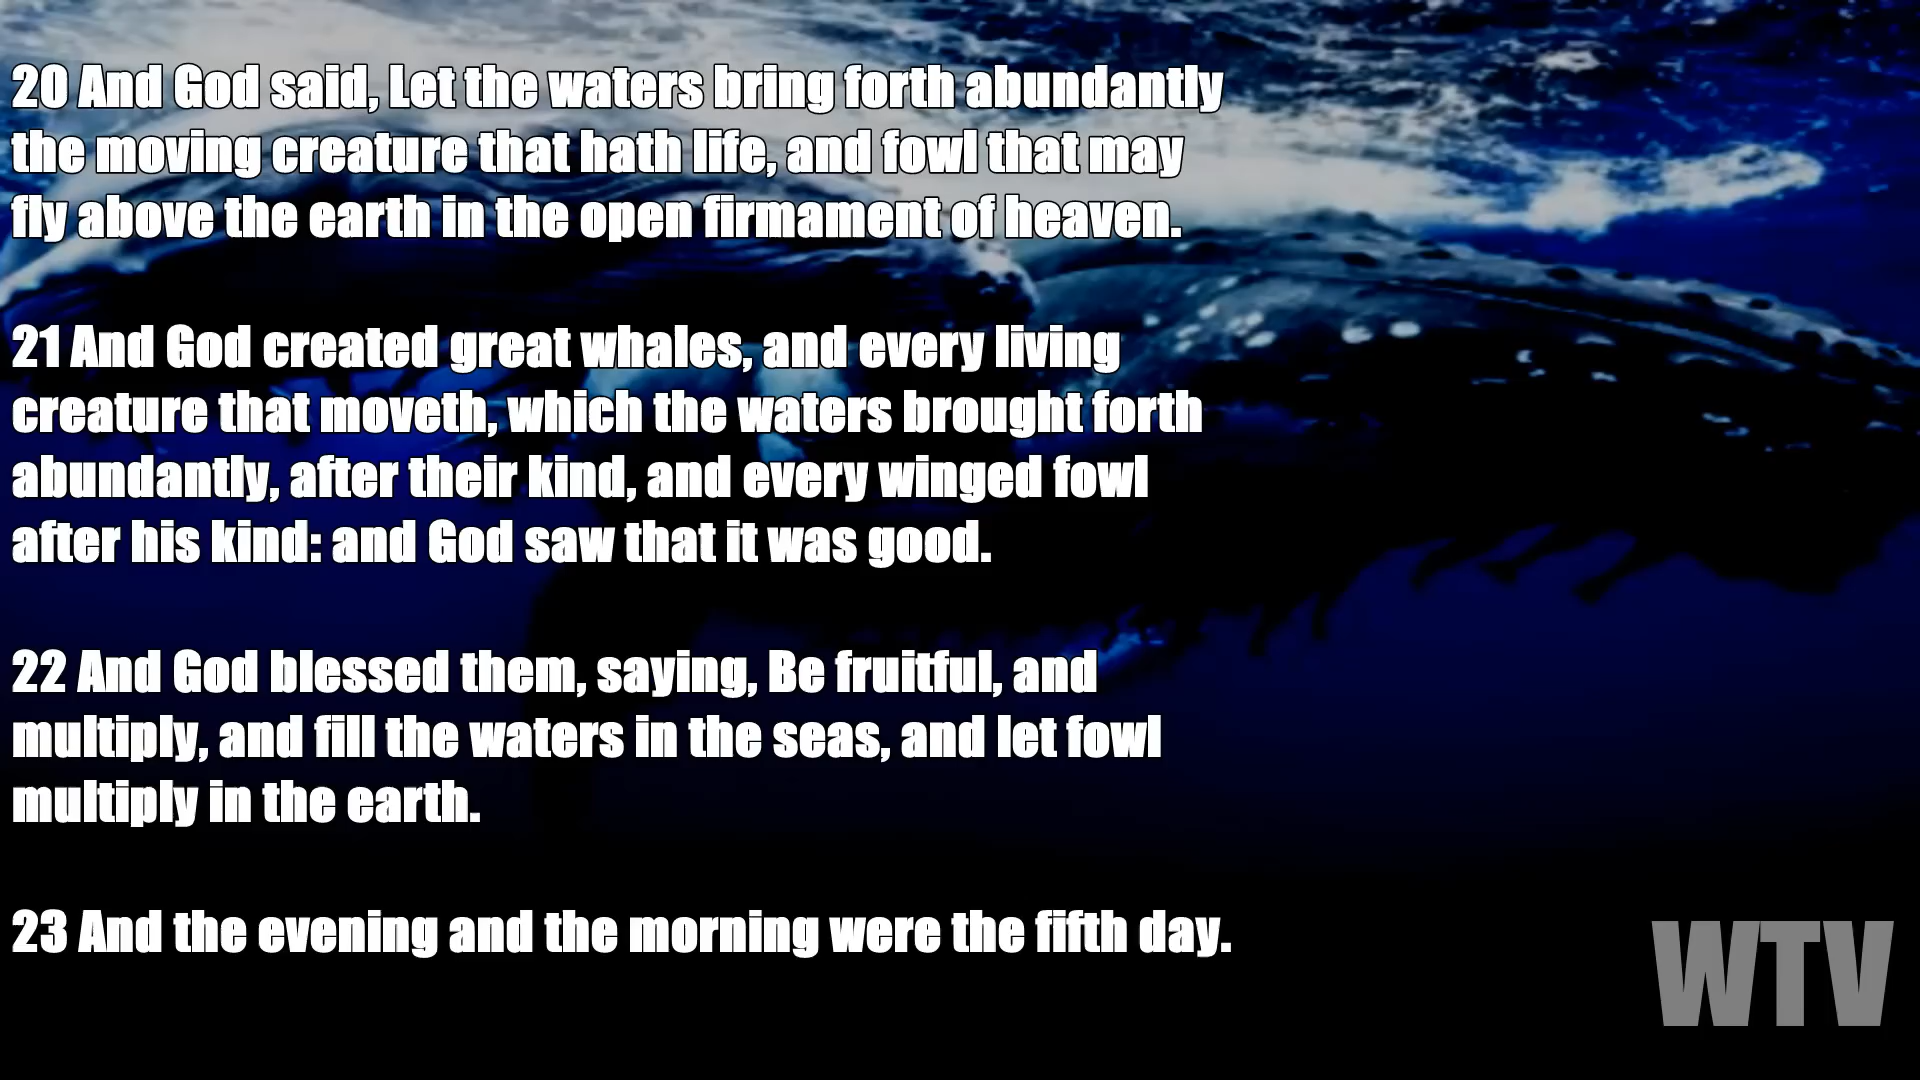 20 And God said, Let the waters bring forth abundantly
the moving creature that hath life, and fowl that may
fly above the earth in the open firmament of heaven.
21 And God created great whales, and every living
creature that moveth, which the waters brought forth
abundantly, after their kind, and every winged fowl
after his kind: and God saw that it was good.
22 And God blessed them, saying, Be fruitful, and
multiply, and fill the waters in the seas, and let fowl
multiply in the earth.
23 And the evening and the morning were the fifth day.
WTV